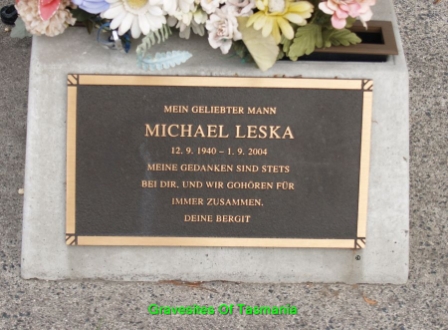 MEIN GELIEBTER MANN
MICHAEL LESKA
12. 9. 1940 – 1. 9. 2004
MEINE GEDANKEN SIND STETS
BEI DIR, UND WIR GOHÖREN FÜR
IMMER ZUSAMMEN.
DEINE BERGIT
Gravesites Of Tasmania